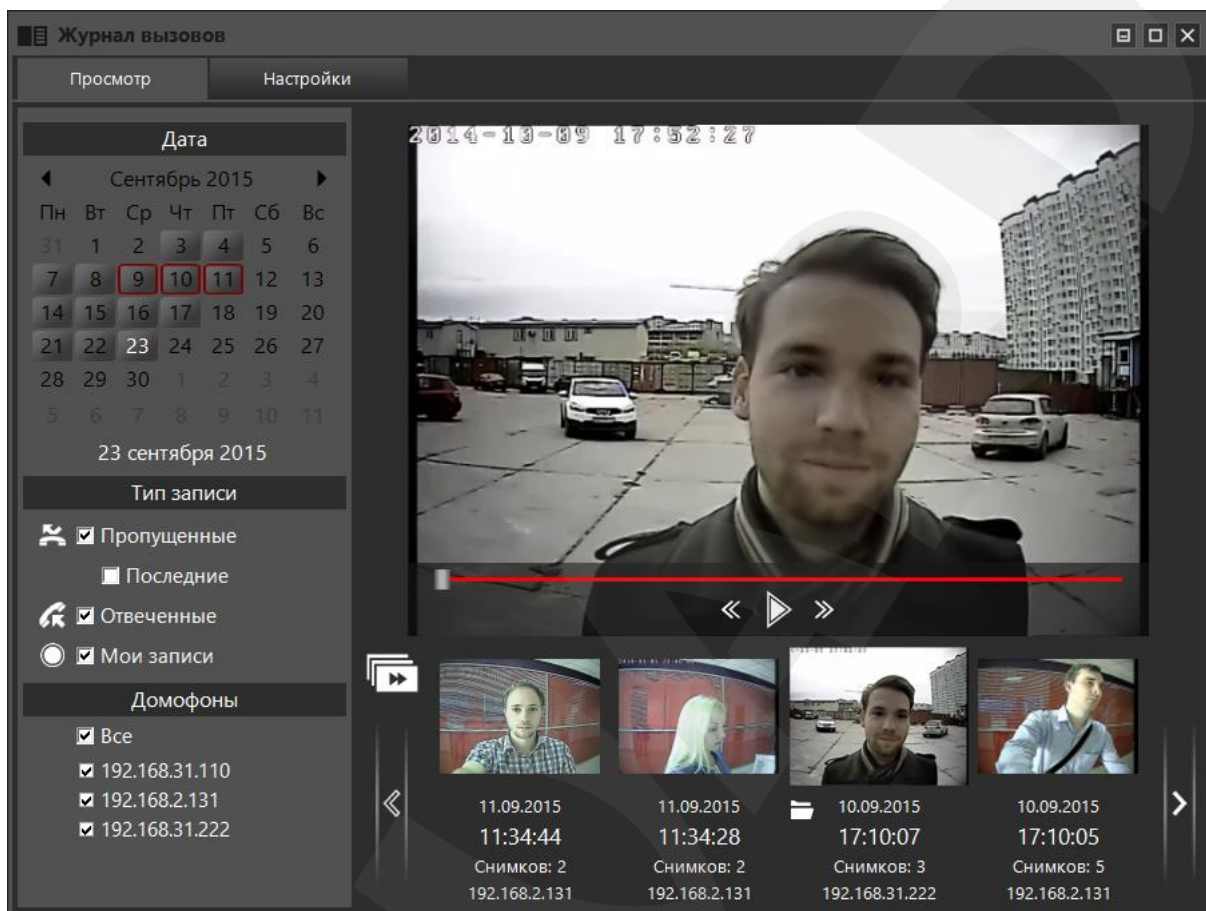 Журнал вызовов
Просмотр Настройки
Дата
Сентябрь 2015
Пн Вт Ср Чт Пт Сб Вс
31 1 2 3 4 5 6
7 8 9 10 11 12 13
14 15 16 17 18 19 20
21 22 23 24 25 26 27
28 29 30 1 2 3 4
5 6 7 8 9 10 11
23 сентября 2015
Тип записи
Пропущенные
Последние
Отвеченные
Мои записи
Домофоны
Все
192.168.31.110
192.168.2.131
192.168.31.222
2014-10-09 17:52:27
11.09.2015 11.09.2015 10.09.2015 10.09.2015
11:34:44 11:34:28 17:10:07 17:10:05
Снимков: 2 Снимков: 2 Снимков: 3 Снимков: 5
192.168.2.131 192.168.2.131 192.168.31.222 192.168.2.131